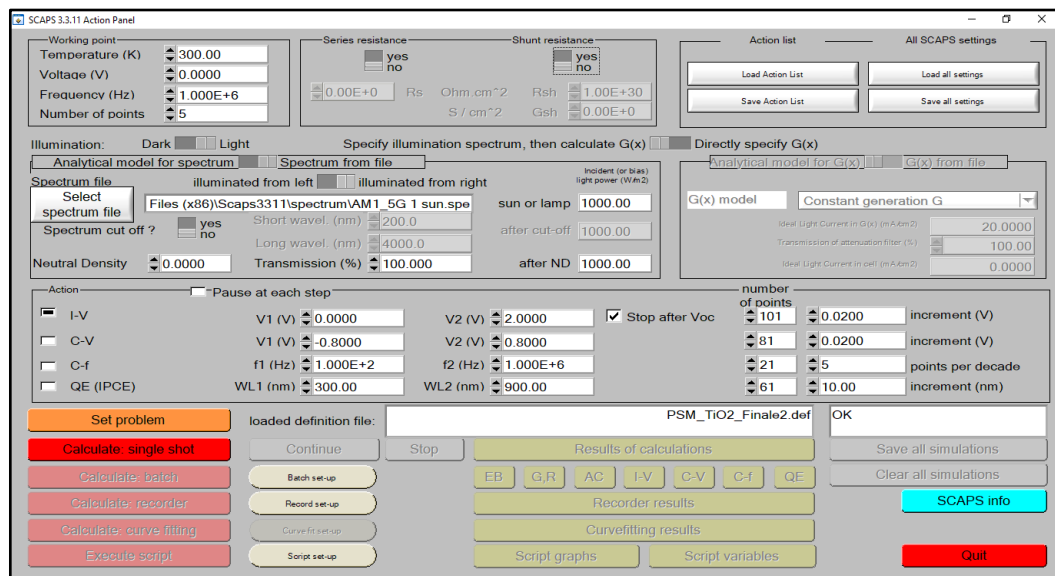 SCAPS 3.3.11 Action Panel
Working point
Temperature (K) 300.00
Voltage (V) 0.0000
Frequency (Hz) 1.000E+6
Number of points 5
Series resistance
yes
no
Shunt resistance
yes
no
0.00E+0 Rs Ohm.cm^2 Rsh 1.00E+30
S / cm^2 Gsh 0.00E+0
Action list
Load Action List
Save Action List
All SCAPS settings
Load all settings
Save all settings
Illumination: Dark Light Specify illumination spectrum, then calculate G(x) Directly specify G(x)
Analytical model for spectrum Spectrum from file
Spectrum file illuminated from left illuminated from right
Incident (or bias)
light power (W/m2)
Select
spectrum file
Files (x86)\Scaps3311\spectrum\AM1_5G 1 sun.spe
sun or lamp 1000.00
Spectrum cut off ? yes
no
Short wavel. (nm) 200.0
Long wavel. (nm) 4000.0
after cut-off 1000.00
Neutral Density 0.0000 Transmission (%) 100.000 after ND 1000.00
Analytical model for G(x) G(x) from file
G(x) model Constant generation G
Ideal Light Current in G(x) (mA/cm2) 20.0000
Transmission of attenuation filter (%) 100.00
Ideal Light Current in cell (mA/cm2) 0.0000
Action Pause at each step
number
of points
I-V V1 (V) 0.0000 V2 (V) 2.0000 Stop after Voc 101 0.0200 increment (V)
C-V V1 (V) -0.8000 V2 (V) 0.8000 81 0.0200 increment (V)
C-f f1 (Hz) 1.000E+2 f2 (Hz) 1.000E+6 21 5 points per decade
QE (IPCE) WL1 (nm) 300.00 WL2 (nm) 900.00 61 10.00 increment (nm)
Set problem loaded definition file: PSM_TiO2_Finale2.def OK
Calculate: single shot Continue Stop Results of calculations Save all simulations
Calculate: batch Batch set-up EB G,R AC I-V C-V C-f QE Clear all simulations
Calculate: recorder Record set-up Recorder results SCAPS info
Calculate: curve fitting Curve fit set-up Curvefitting results
Execute script Script set-up Script graphs Script variables Quit